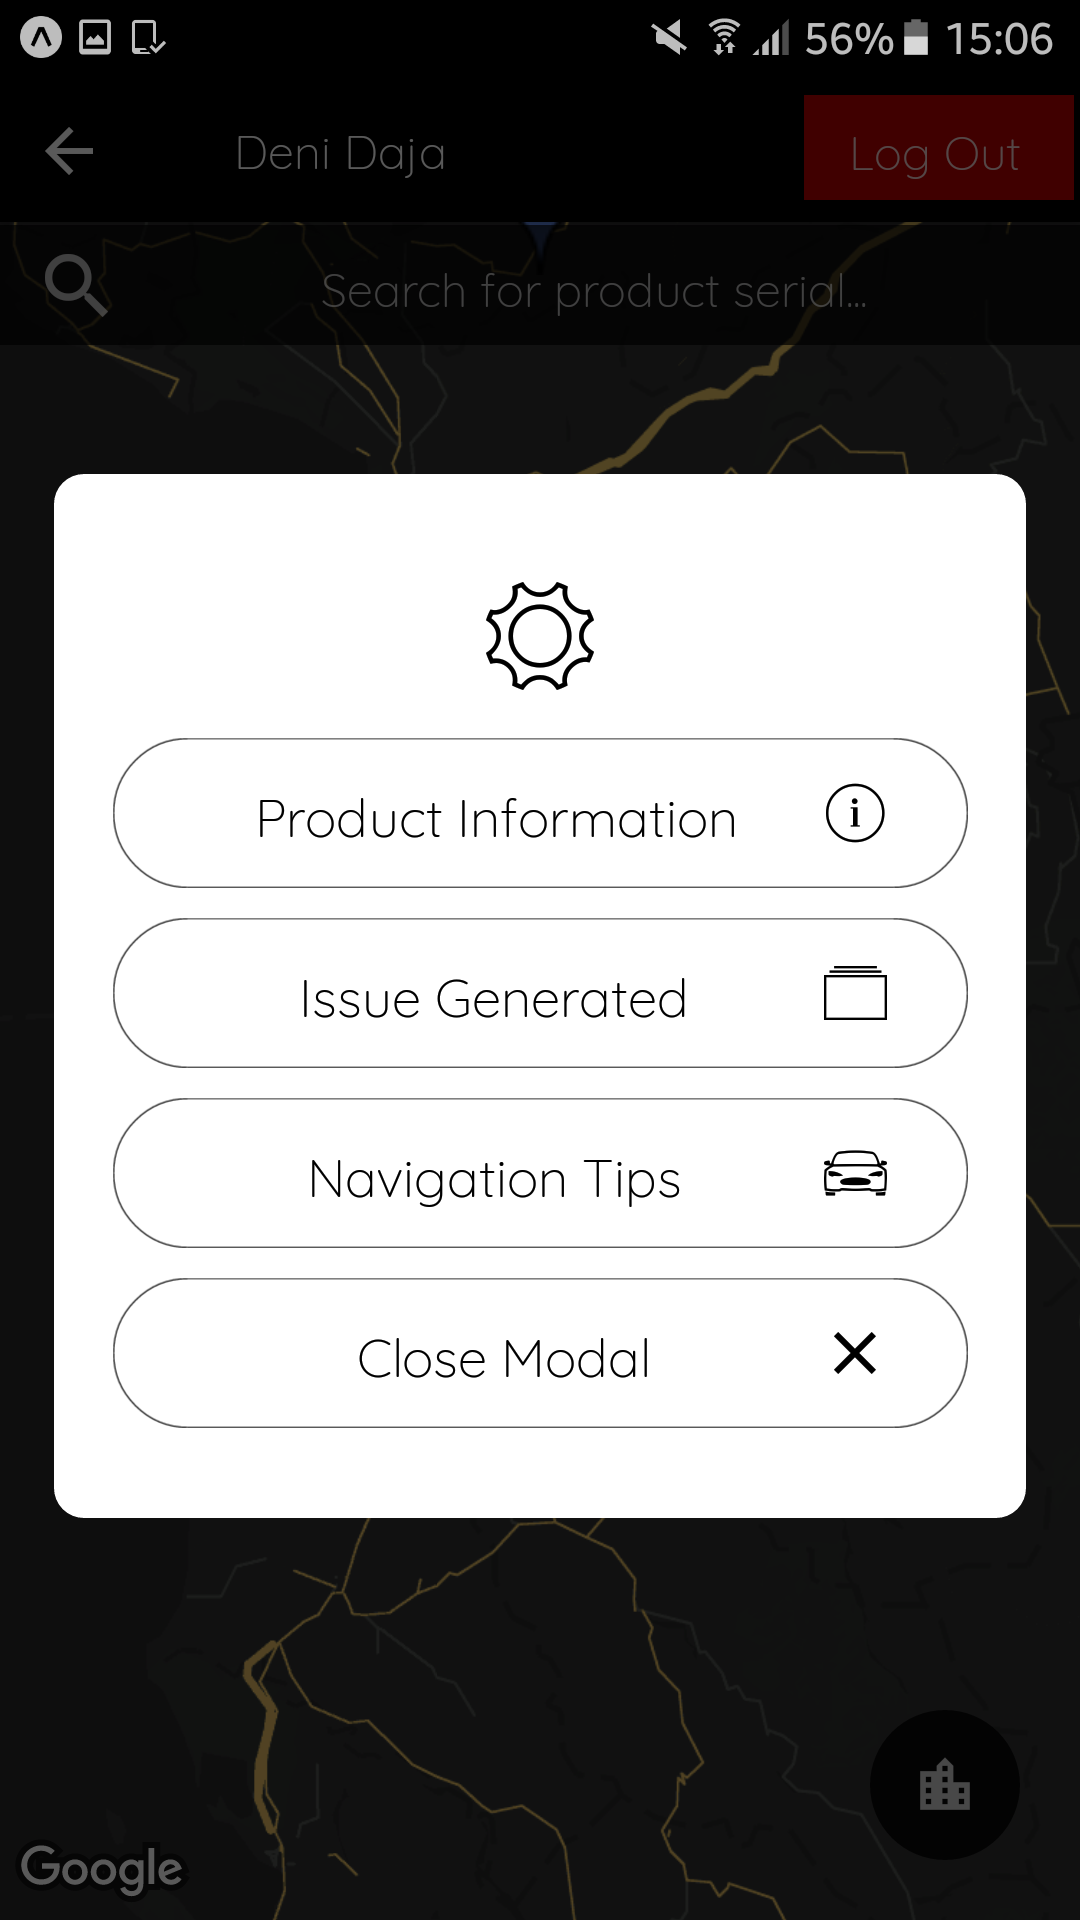 56% 15:06
Deni Daja
Log Out
Search for product serial...
Product Information
Issue Generated
Navigation Tips
Close Modal
Google